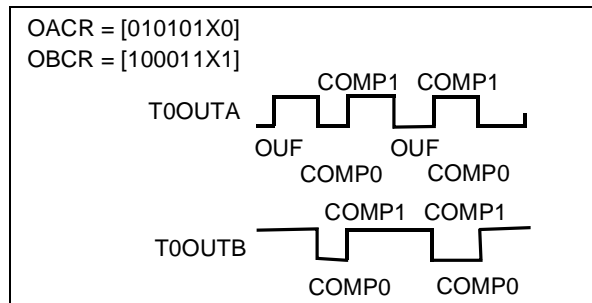 OACR = [010101X0]
OBCR = [100011X1]
COMP1 COMP1
T0OUTA
OUF OUF
COMP0 COMP0
COMP1 COMP1
T0OUTB
COMP0 COMP0